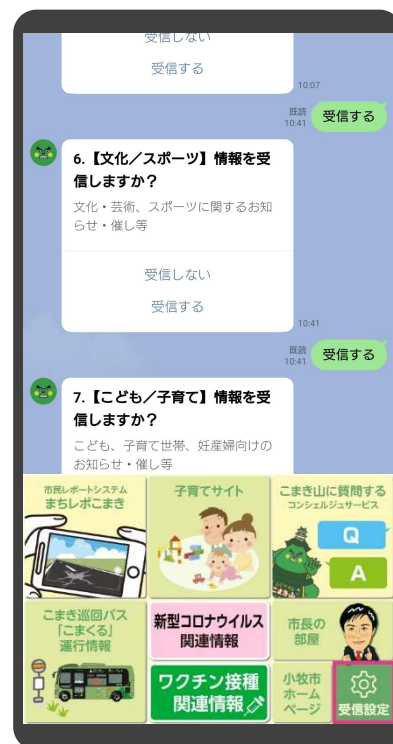 受信しない
受信する
10:07
既読
10:41
受信する
6.【文化／スポーツ】情報を受
信しますか？
文化・芸術、スポーツに関するお知
らせ・催し等
受信しない
受信する
10:41
既読
10:41
受信する
7.【こども／子育て】情報を受
信しますか？
こども、子育て世帯、妊産婦向けの
お知らせ・催し等
市民レポートシステム
まちレポこまき
子育てサイト
こまき山に質問する
コンシェルジュサービス
Q
A
こまき巡回バス
「こまくる」
運行情報
新型コロナウイルス
関連情報
市長の
部屋
ワクチン接種
関連情報
小牧市
ホーム
ページ
受信設定